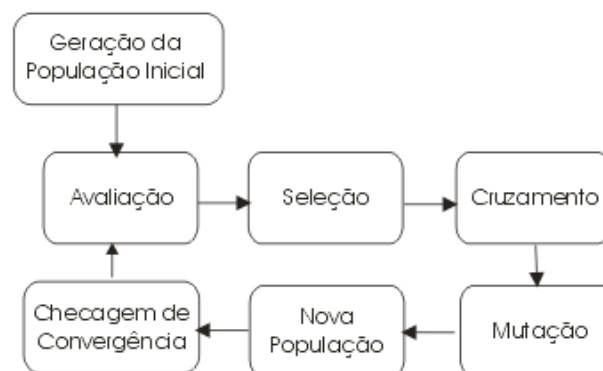 Geração da
População Inicial
Avaliação
Seleção
Cruzamento
Checagem de
Convergência
Nova
População
Mutação